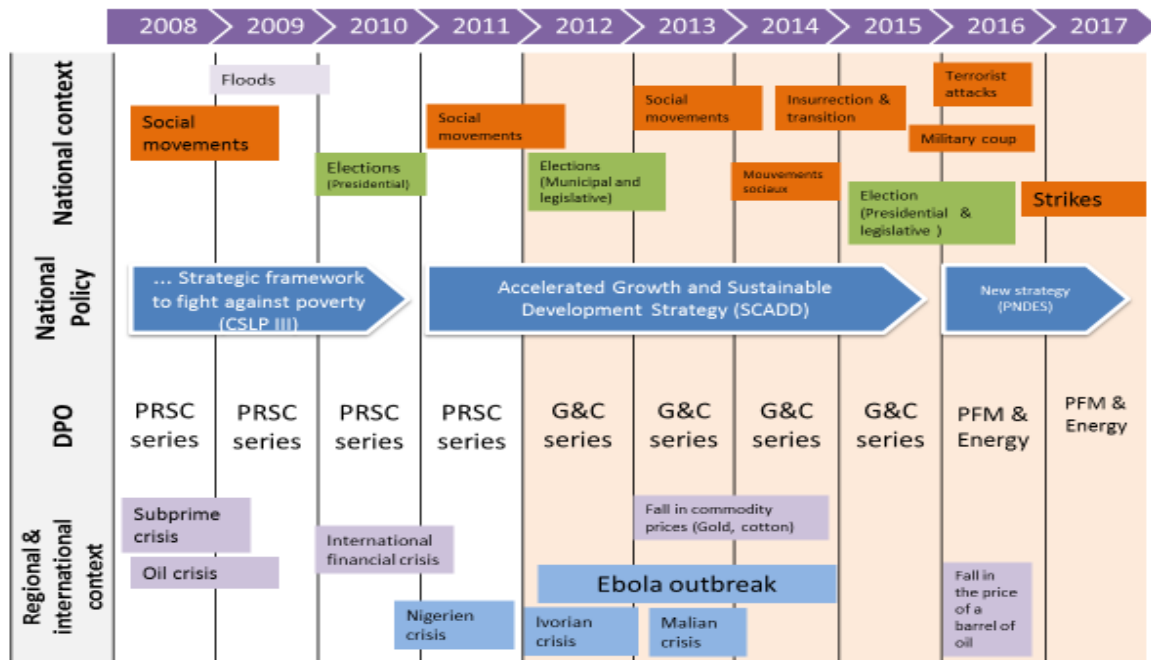 2008 2009 2010 2011 2012 2013 2014 2015 2016 2017
National context
Floods
Social
movements
Elections
(Presidential)
Social
movements
Elections
(Municipal and
legislative)
Social
movements
Insurrection &
transition
Mouvements
sociaux
Terrorist
attacks
Military coup
Election
(Presidential &
legislative )
Strikes
National
Policy
... Strategic framework
to fight against poverty
(CSLP III)
Accelerated Growth and Sustainable
Development Strategy (SCADD)
New strategy
(PNDES)
DPO
PRSC
series
PRSC
series
PRSC
series
PRSC
series
G&C
series
G&C
series
G&C
series
G&C
series
PFM &
Energy
PFM &
Energy
Regional &
international
context
Subprime
crisis
Oil crisis
International
financial crisis
Nigerien
crisis
Fall in commodity
prices (Gold, cotton)
Ebola outbreak
Ivorian
crisis
Malian
crisis
Fall in
the price
of a
barrel of
oil